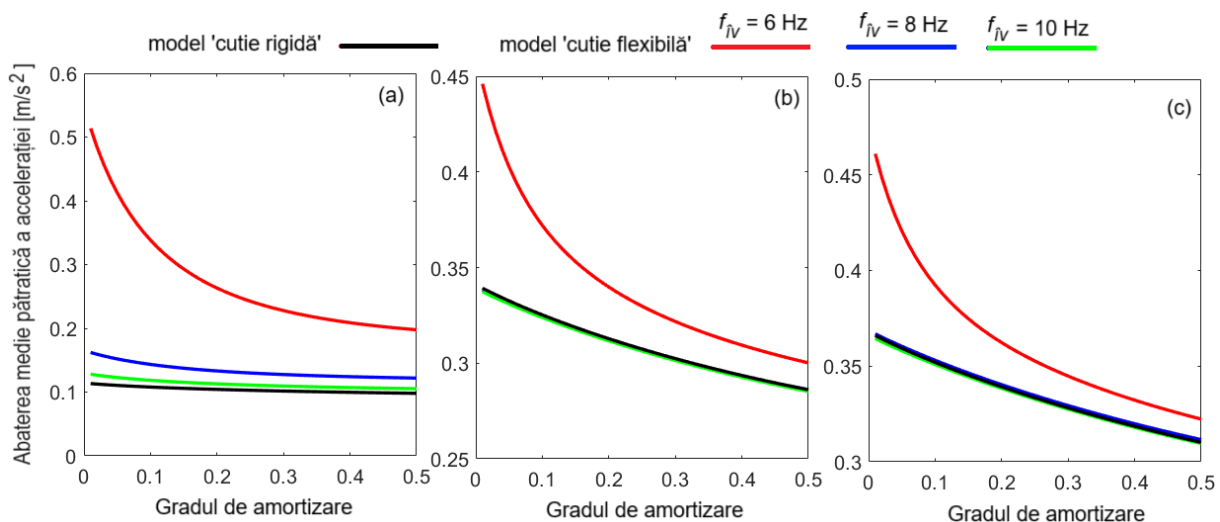 model 'cutie rigidă' model 'cutie flexibilă' fîv = 6 Hz fîv = 8 Hz fîv = 10 Hz
Abaterea medie pătratică a accelerației [m/s²]
(a)
0.6
0.5
0.4
0.3
0.2
0.1
0
0 0.1 0.2 0.3 0.4 0.5
Gradul de amortizare
(b)
0.45
0.4
0.35
0.3
0.25
0 0.1 0.2 0.3 0.4 0.5
Gradul de amortizare
(c)
0.5
0.45
0.4
0.35
0.3
0 0.1 0.2 0.3 0.4 0.5
Gradul de amortizare